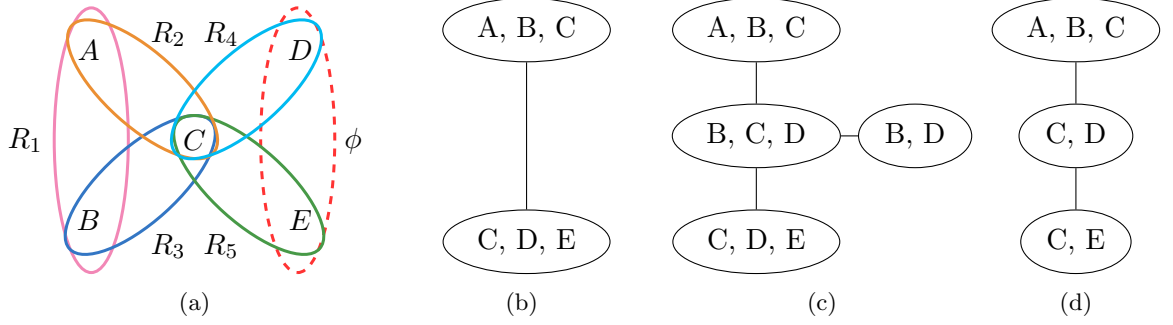 A
R₂ R₄
D
R₁
C
ϕ
B
R₃ R₅
E
(a)
A, B, C
C, D, E
(b)
A, B, C
B, C, D
B, D
C, D, E
(c)
A, B, C
C, D
C, E
(d)